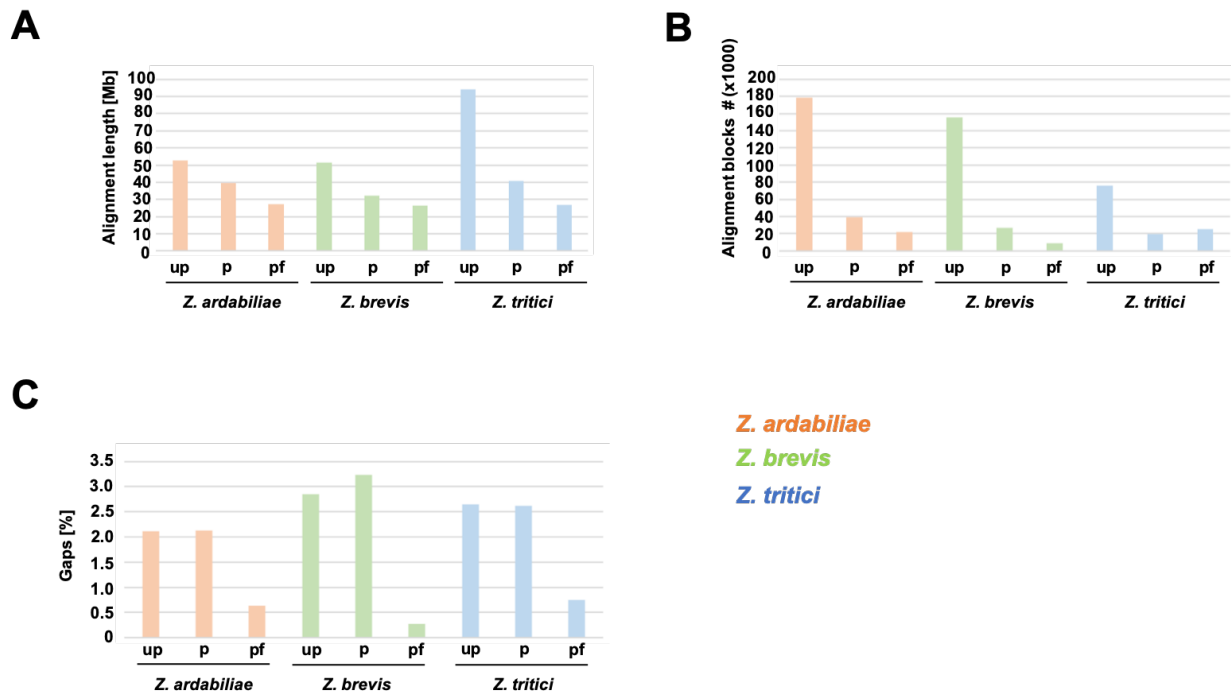 A
Alignment length [Mb]
100
90
80
70
60
50
40
30
20
10
0
up p pf up p pf up p pf
Z. ardabiliae Z. brevis Z. tritici
B
Alignment blocks # (x1000)
200
180
160
140
120
100
80
60
40
20
0
up p pf up p pf up p pf
Z. ardabiliae Z. brevis Z. tritici
C
Gaps [%]
3.5
3.0
2.5
2.0
1.5
1.0
0.5
0
up p pf up p pf up p pf
Z. ardabiliae Z. brevis Z. tritici
Z. ardabiliae
Z. brevis
Z. tritici